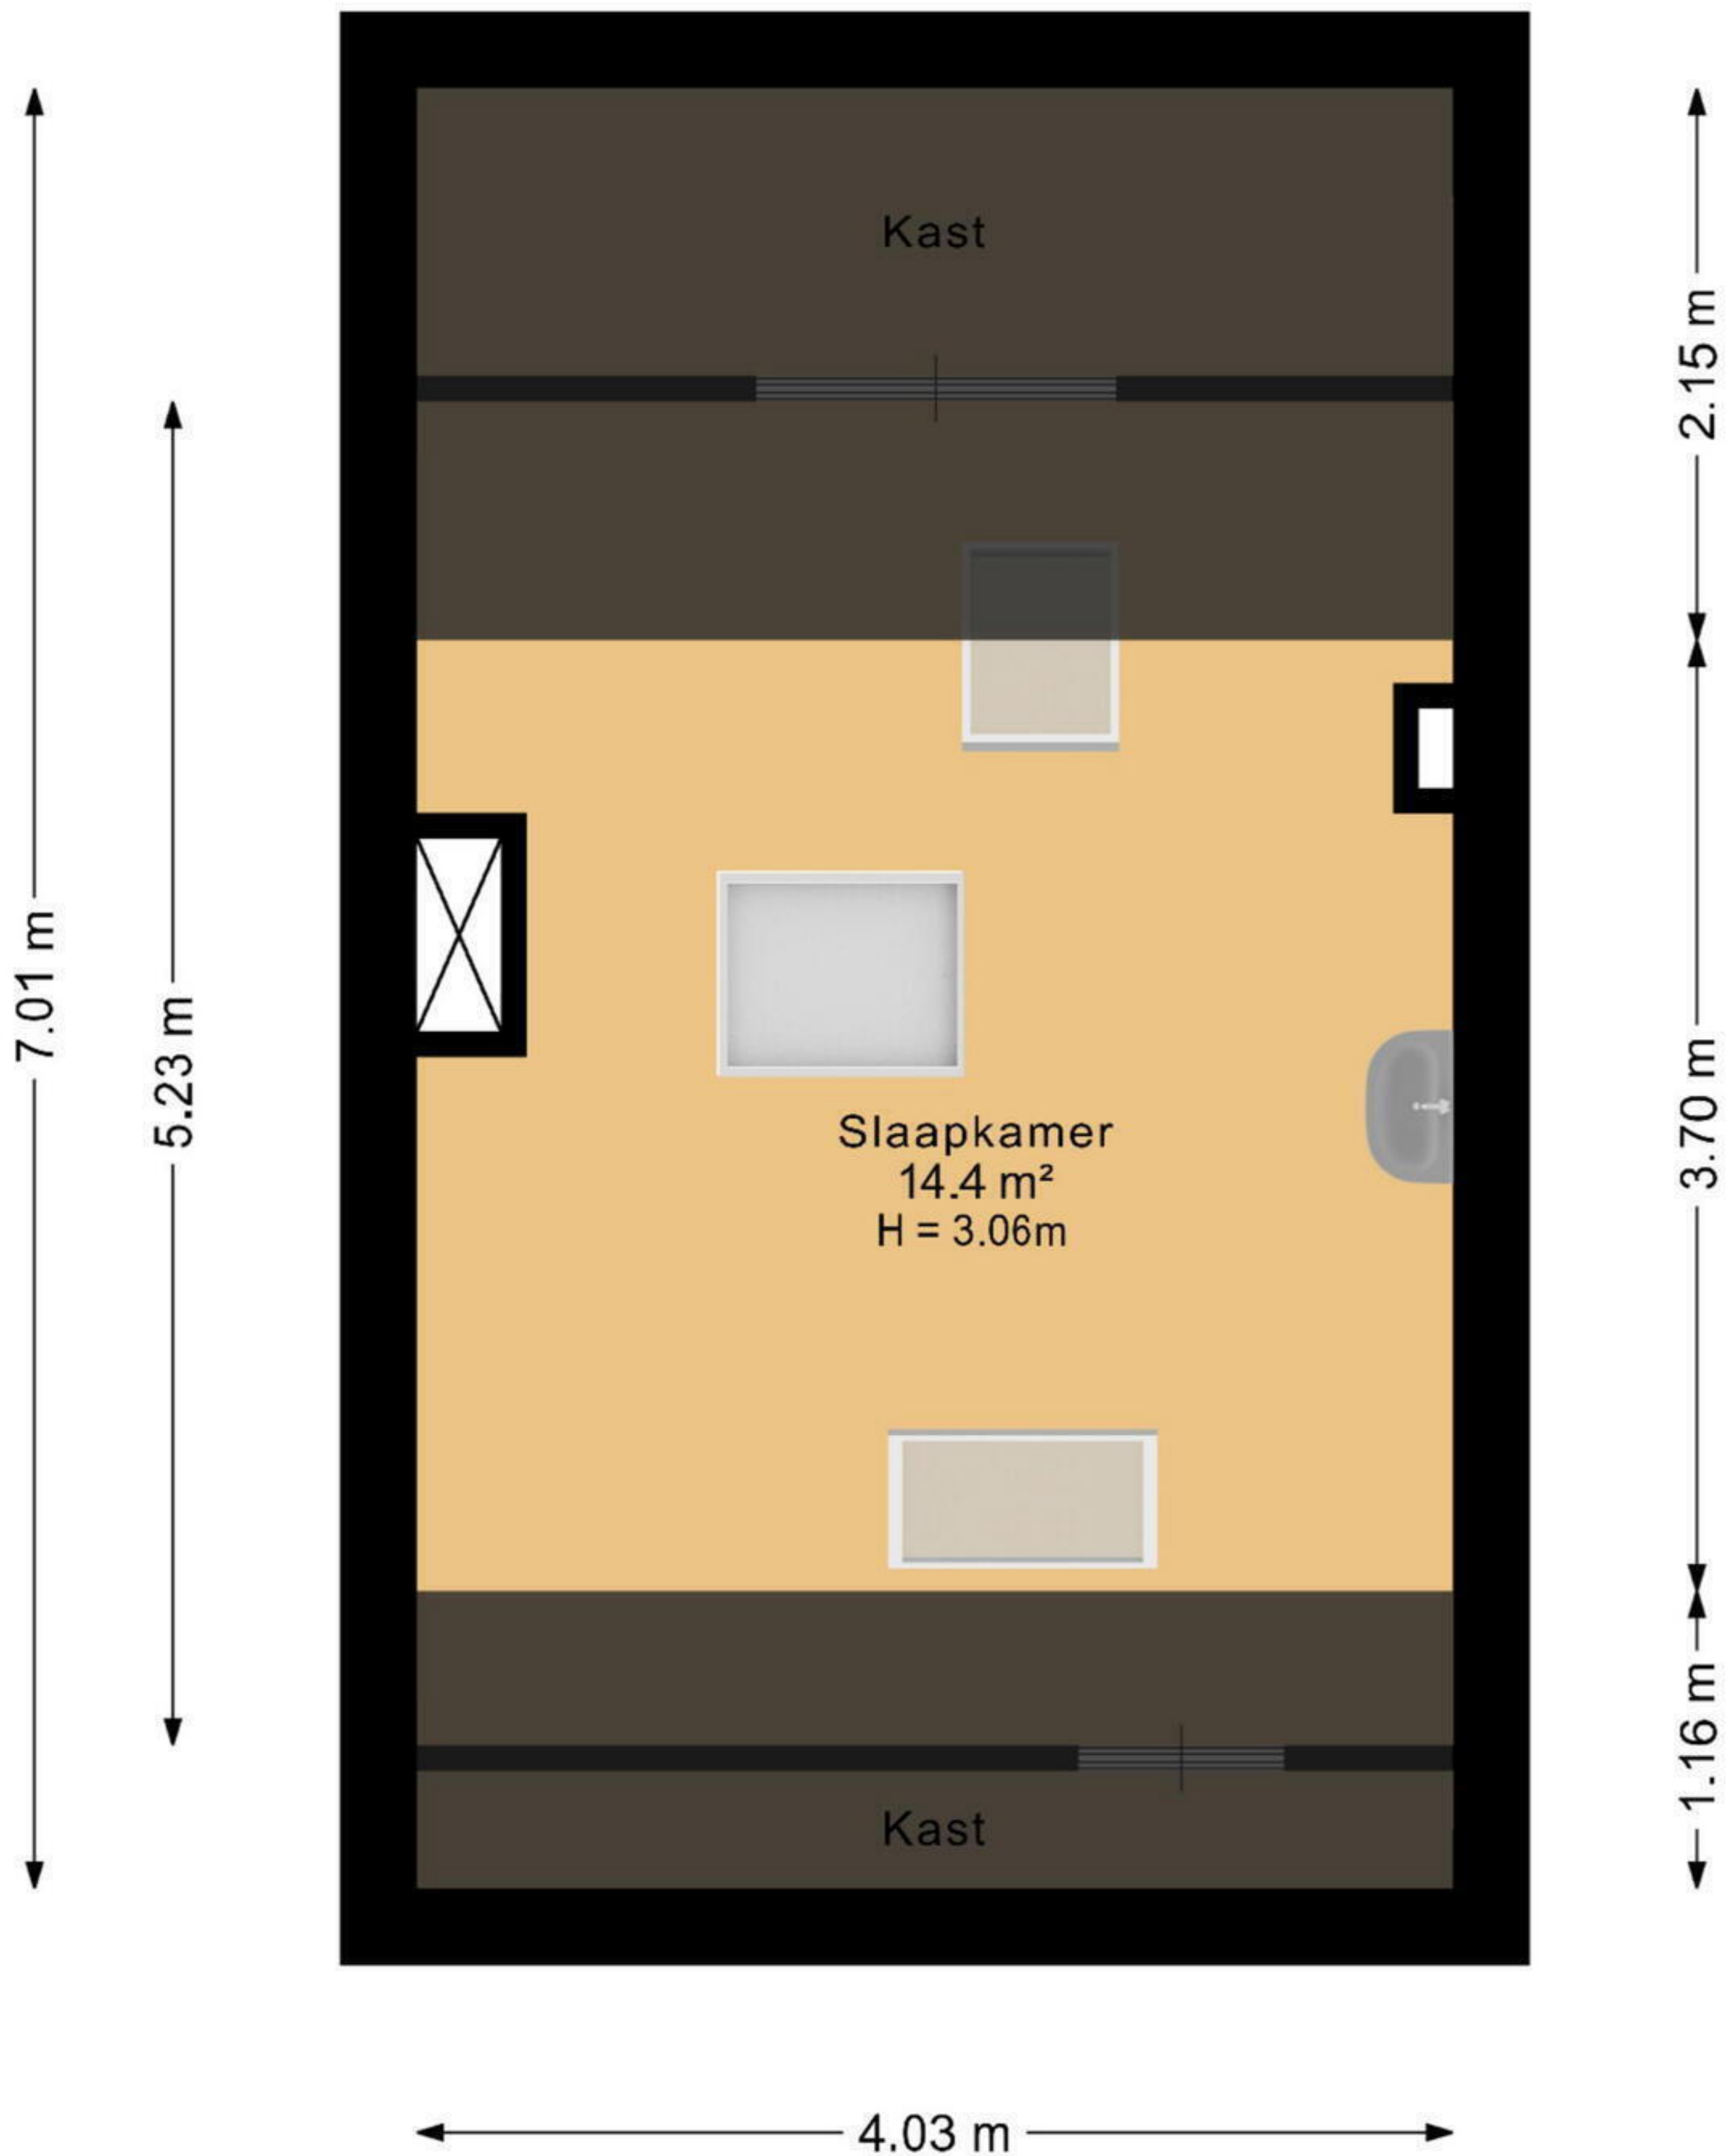 Kast
2.15 m
7.01 m
5.23 m
3.70 m
Slaapkamer
14.4 m²
H = 3.06m
1.16 m
Kast
4.03 m